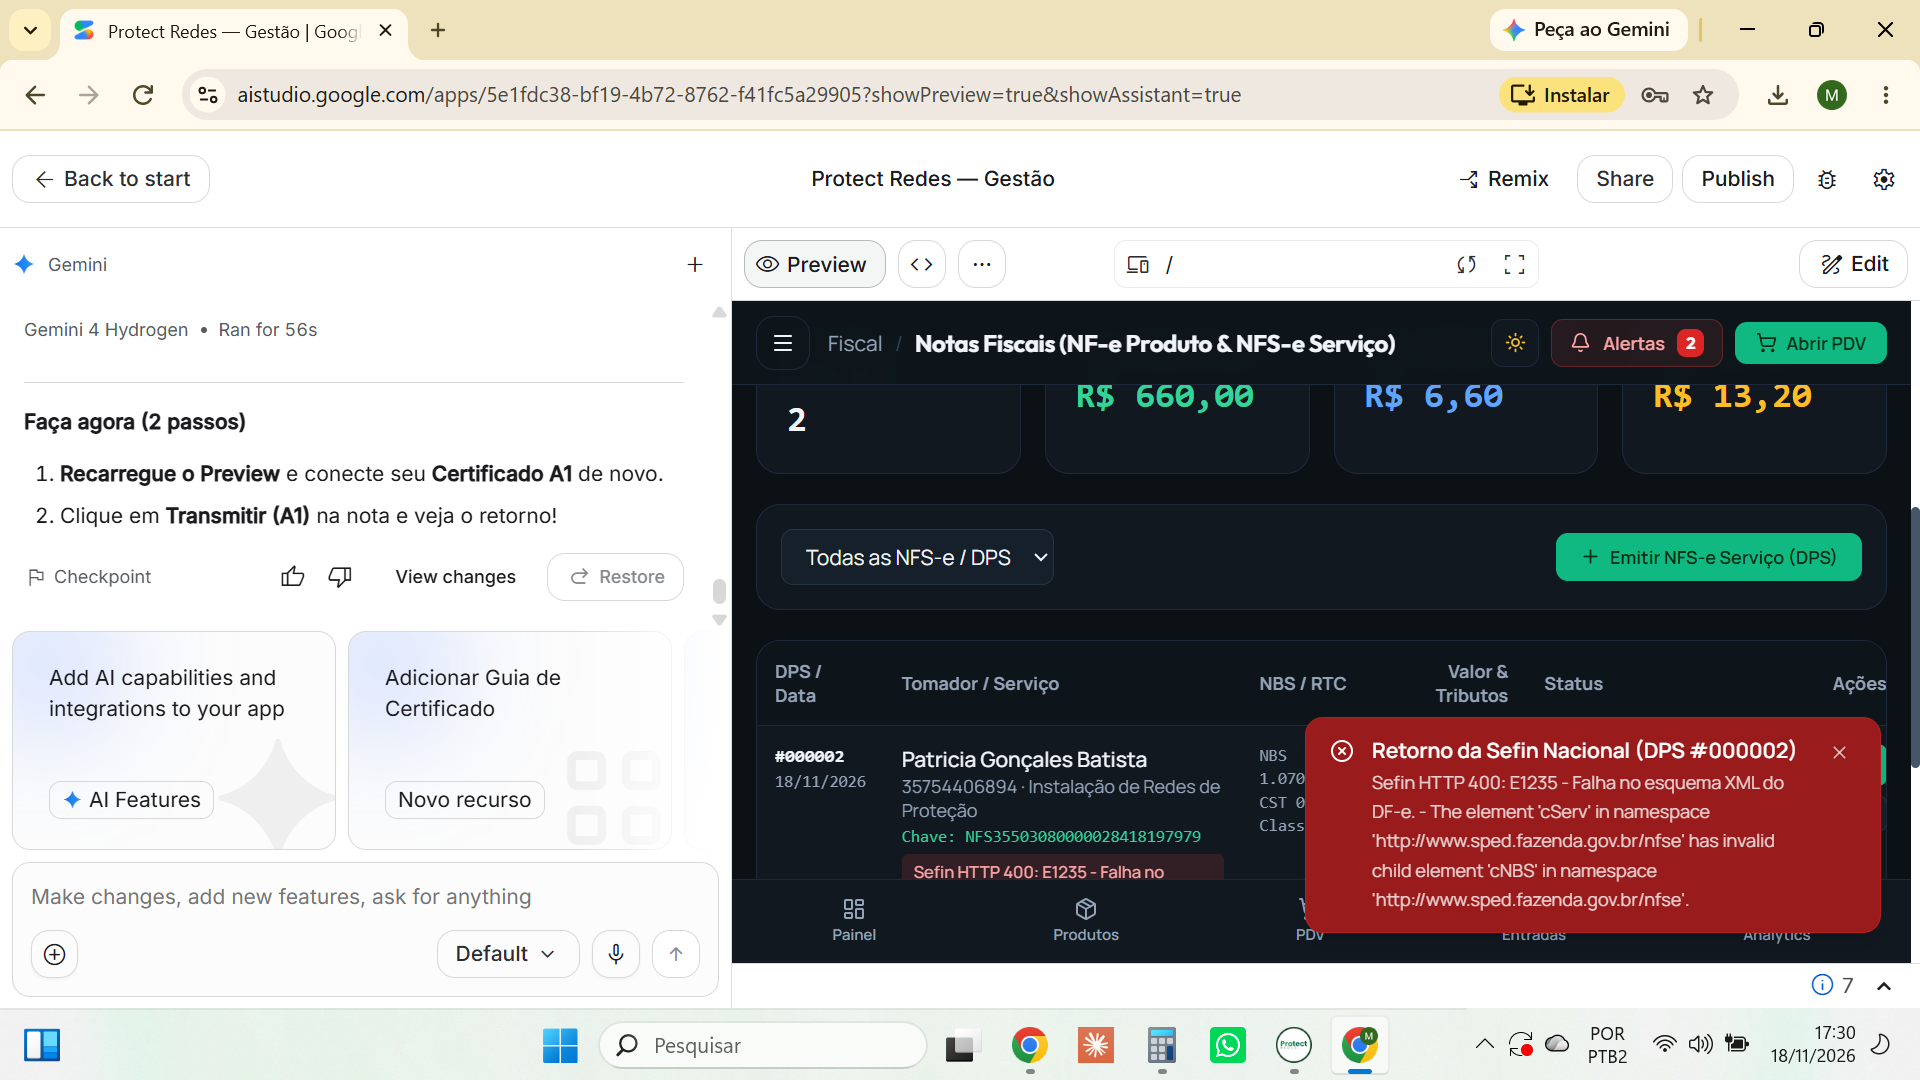 Protect Redes — Gestão | Goog
Peça ao Gemini
aistudio.google.com/apps/5e1fdc38-bf19-4b72-8762-f41fc5a29905?showPreview=true&showAssistant=true
Instalar
M
Back to start
Protect Redes — Gestão
Remix
Share
Publish
Gemini
Preview
/
Edit
Gemini 4 Hydrogen • Ran for 56s
Faça agora (2 passos)
1. Recarregue o Preview e conecte seu Certificado A1 de novo.
2. Clique em Transmitir (A1) na nota e veja o retorno!
Checkpoint
View changes
Restore
Add AI capabilities and
integrations to your app
AI Features
Adicionar Guia de
Certificado
Novo recurso
Make changes, add new features, ask for anything
Default
Fiscal / Notas Fiscais (NF-e Produto & NFS-e Serviço)
Alertas 2
Abrir PDV
2
R$ 660,00
R$ 6,60
R$ 13,20
Todas as NFS-e / DPS
+ Emitir NFS-e Serviço (DPS)
DPS /
Data
Tomador / Serviço
NBS / RTC
Valor &
Tributos
Status
Ações
#000002
18/11/2026
Patricia Gonçales Batista
35754406894 · Instalação de Redes de
Proteção
Chave: NFS35503080000028418197979
Sefin HTTP 400: E1235 - Falha no
NBS
1.070
CST 0
Class
Retorno da Sefin Nacional (DPS #000002)
Sefin HTTP 400: E1235 - Falha no esquema XML do
DF-e. - The element 'cServ' in namespace
'http://www.sped.fazenda.gov.br/nfse' has invalid
child element 'cNBS' in namespace
'http://www.sped.fazenda.gov.br/nfse'.
Painel
Produtos
PDV
Entradas
Analytics
7
Pesquisar
Protect
M
POR
PTB2
17:30
18/11/2026